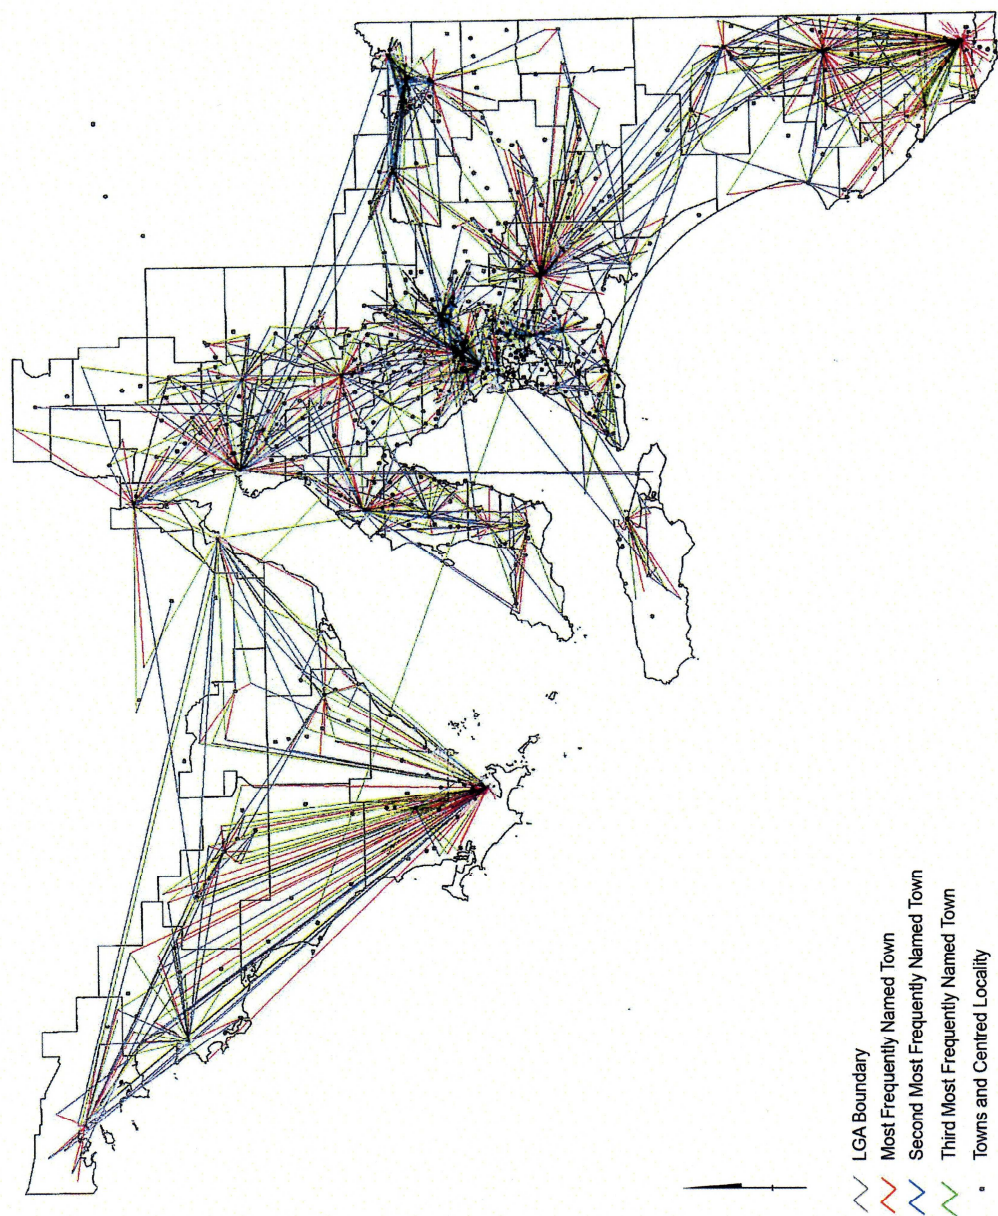 LGA Boundary
Most Frequently Named Town
Second Most Frequently Named Town
Third Most Frequently Named Town
Towns and Centred Locality